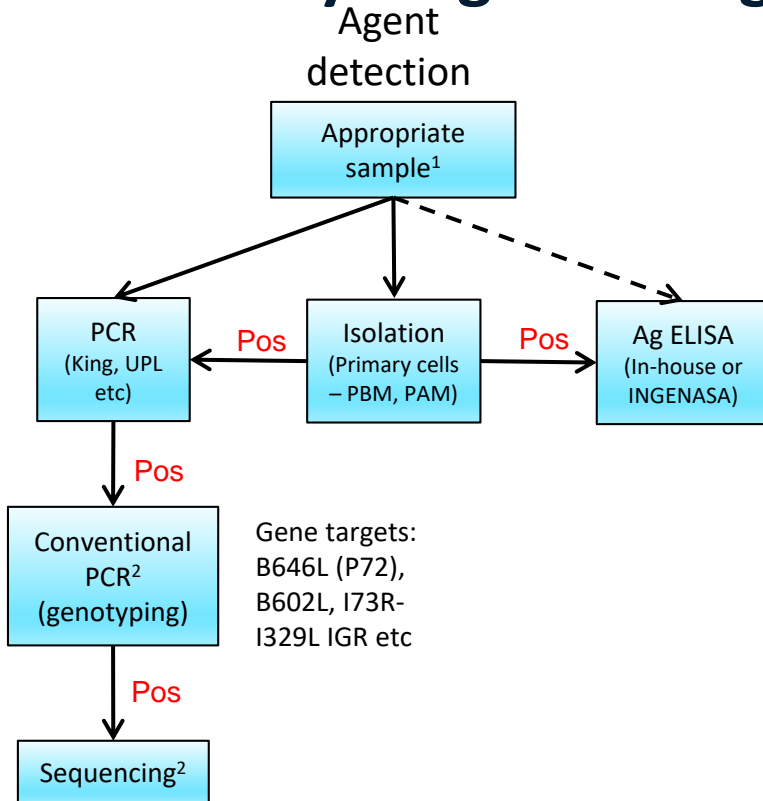 Agent
detection
Appropriate
sample¹
PCR
(King, UPL
etc)
Pos
Isolation
(Primary cells
– PBM, PAM)
Pos
Ag ELISA
(In-house or
INGENASA)
Pos
Conventional
PCR²
(genotyping)
Gene targets:
B646L (P72),
B602L, I73R-
I329L IGR etc
Pos
Sequencing²